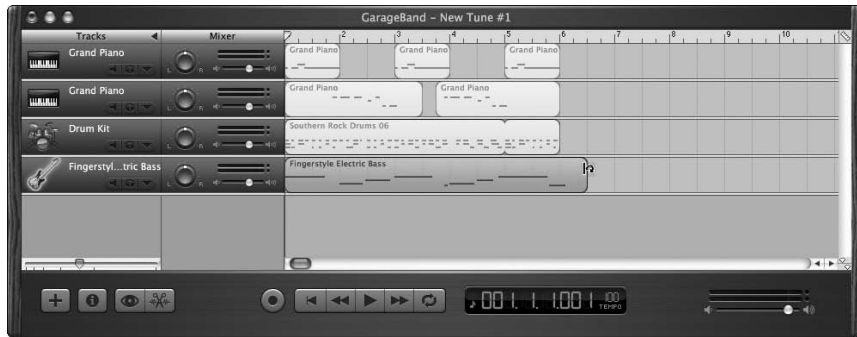 GarageBand – New Tune #1
Tracks Mixer 2 3 4 5 6 7 8 9 10
Grand Piano Grand Piano Grand Piano Grand Piano
L R
Grand Piano Grand Piano Grand Piano
L R
Drum Kit Southern Rock Drums 06
L R
Fingerstyl...tric Bass Fingerstyle Electric Bass
L R
001. 1. 1.001 100
TEMPO